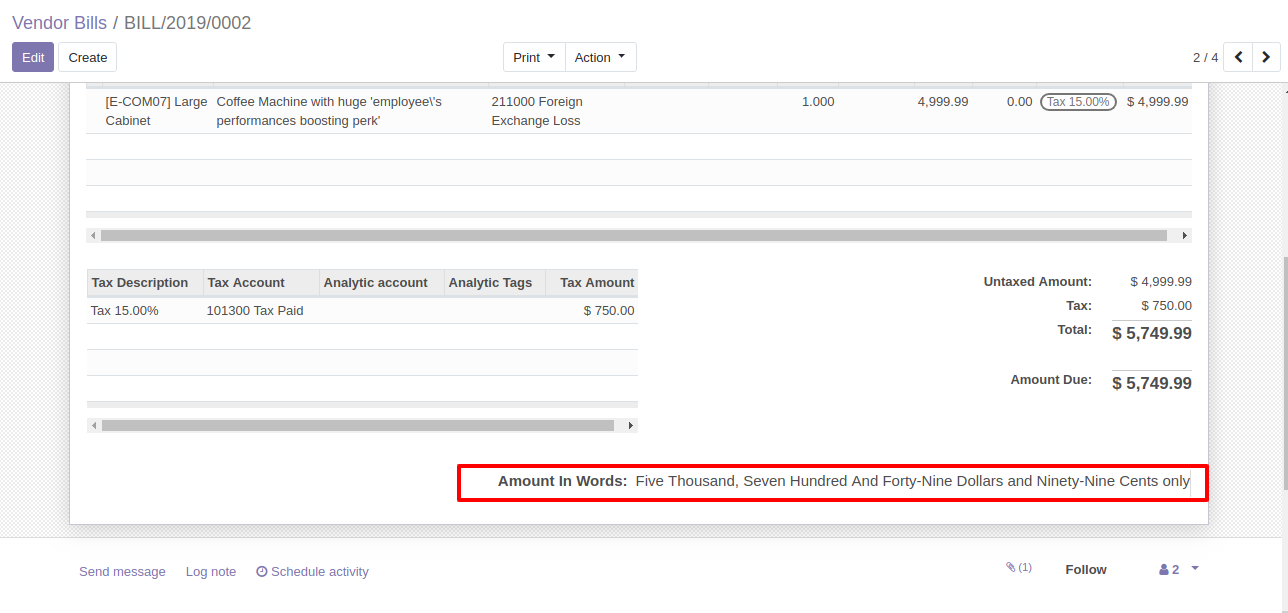 Vendor Bills / BILL/2019/0002
Edit Create Print Action 2 / 4
[E-COM07] Large Coffee Machine with huge 'employee\'s 211000 Foreign 1.000 4,999.99 0.00 Tax 15.00% $ 4,999.99
Cabinet performances boosting perk' Exchange Loss
Tax Description Tax Account Analytic account Analytic Tags Tax Amount
Tax 15.00% 101300 Tax Paid $ 750.00
Untaxed Amount: $ 4,999.99
Tax: $ 750.00
Total: $ 5,749.99
Amount Due: $ 5,749.99
Amount In Words: Five Thousand, Seven Hundred And Forty-Nine Dollars and Ninety-Nine Cents only
Send message Log note Schedule activity (1) Follow 2